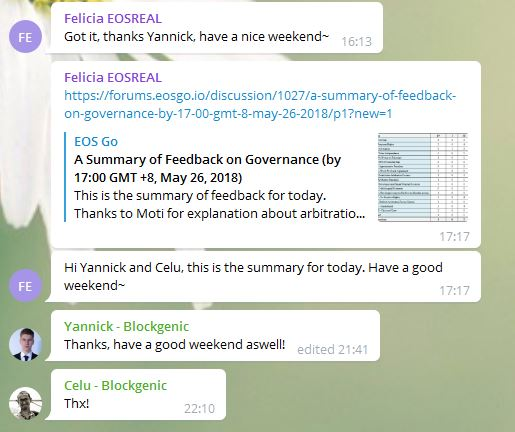 Felicia EOSREAL
FE
Got it, thanks Yannick, have a nice weekend~
16:13
Felicia EOSREAL
https://forums.eosgo.io/discussion/1027/a-summary-of-feedback-
on-governance-by-17-00-gmt-8-may-26-2018/p1?new=1
EOS Go
A Summary of Feedback on Governance (by
17:00 GMT +8, May 26, 2018)
This is the summary of feedback for today.
Thanks to Moti for explanation about arbitratio...
17:17
Hi Yannick and Celu, this is the summary for today. Have a good
weekend~
FE
17:17
Yannick - Blockgenic
Thanks, have a good weekend aswell!
edited 21:41
Celu - Blockgenic
Thx!
22:10